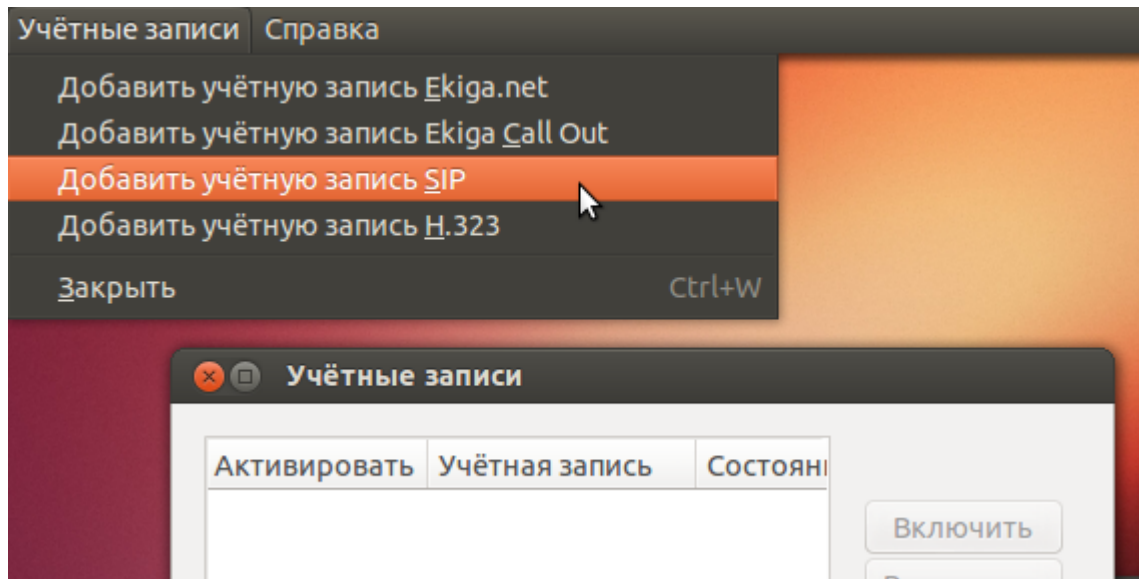 Учётные записи Справка
Добавить учётную запись Ekiga.net
Добавить учётную запись Ekiga Call Out
Добавить учётную запись SIP
Добавить учётную запись H.323
Закрыть Ctrl+W
Учётные записи
Активировать Учётная запись
Включить